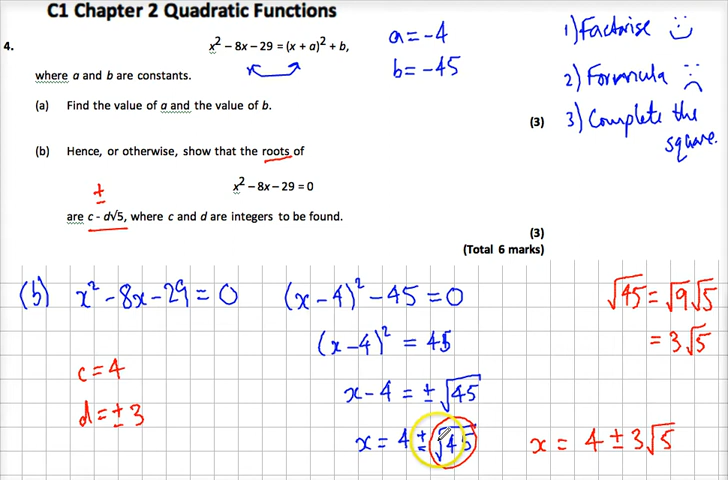 C1 Chapter 2 Quadratic Functions
4.
x² – 8x – 29 = (x + a)² + b,
where a and b are constants.
(a) Find the value of a and the value of b.
(3)
(b) Hence, or otherwise, show that the roots of
x² – 8x – 29 = 0
±
are c - d√5, where c and d are integers to be found.
(3)
(Total 6 marks)
a = -4
b = -45
1) Factorise
2) Formula
3) Complete the
square.
(b) x² - 8x - 29 = 0
c = 4
d = ± 3
(x - 4)² - 45 = 0
(x - 4)² = 45
x - 4 = ± √45
x = 4 ± √45
√45 = √9 √5
= 3√5
x = 4 ± 3√5